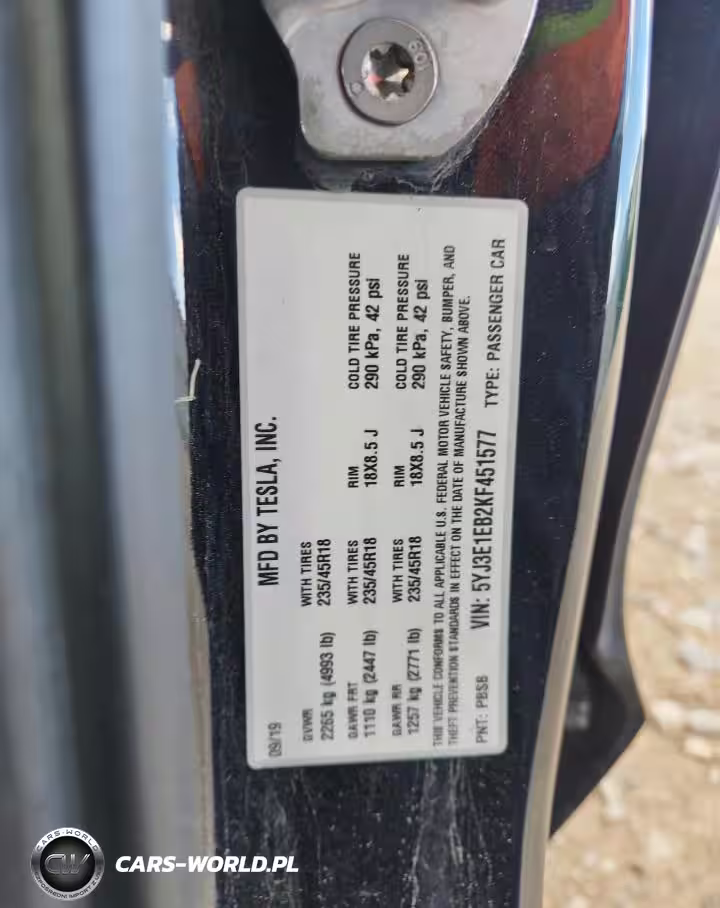 09/19 MFD BY TESLA, INC.
GVWR WITH TIRES
2265 kg (4993 lb) 235/45R18
GAWR FRT WITH TIRES RIM COLD TIRE PRESSURE
1110 kg (2447 lb) 235/45R18 18X8.5 J 290 kPa, 42 psi
GAWR RR WITH TIRES RIM COLD TIRE PRESSURE
1257 kg (2771 lb) 235/45R18 18X8.5 J 290 kPa, 42 psi
THIS VEHICLE CONFORMS TO ALL APPLICABLE U.S. FEDERAL MOTOR VEHICLE SAFETY, BUMPER, AND
THEFT PREVENTION STANDARDS IN EFFECT ON THE DATE OF MANUFACTURE SHOWN ABOVE.
PNT: PBSB VIN: 5YJ3E1EB2KF451577 TYPE: PASSENGER CAR
CARS-WORLD
CW
CARS-WORLD.PL